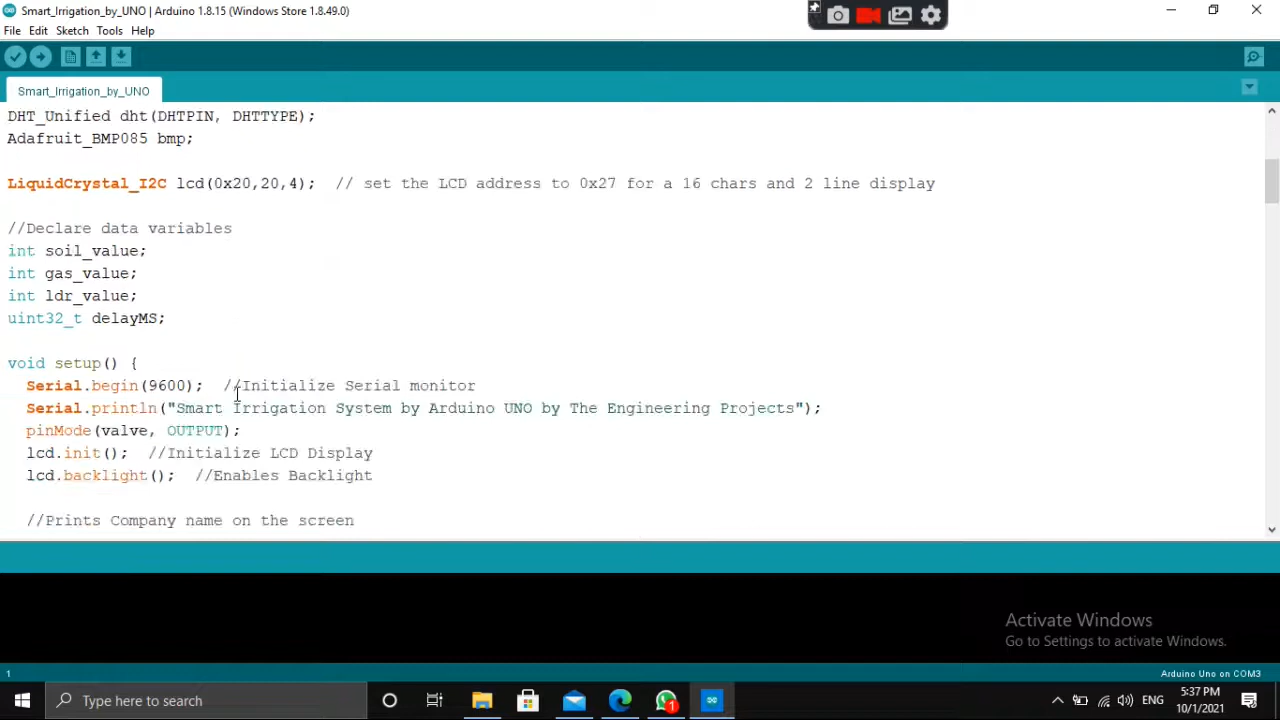 Smart_Irrigation_by_UNO | Arduino 1.8.15 (Windows Store 1.8.49.0)
File Edit Sketch Tools Help
Smart_Irrigation_by_UNO
DHT_Unified dht(DHTPIN, DHTTYPE);
Adafruit_BMP085 bmp;
LiquidCrystal_I2C lcd(0x20,20,4);  // set the LCD address to 0x27 for a 16 chars and 2 line display
//Declare data variables
int soil_value;
int gas_value;
int ldr_value;
uint32_t delayMS;
void setup() {
Serial.begin(9600);  //Initialize Serial monitor
Serial.println("Smart Irrigation System by Arduino UNO by The Engineering Projects");
pinMode(valve, OUTPUT);
lcd.init();  //Initialize LCD Display
lcd.backlight();  //Enables Backlight
//Prints Company name on the screen
Activate Windows
Go to Settings to activate Windows.
1
Arduino Uno on COM3
Type here to search
1
ENG
5:37 PM
10/1/2021